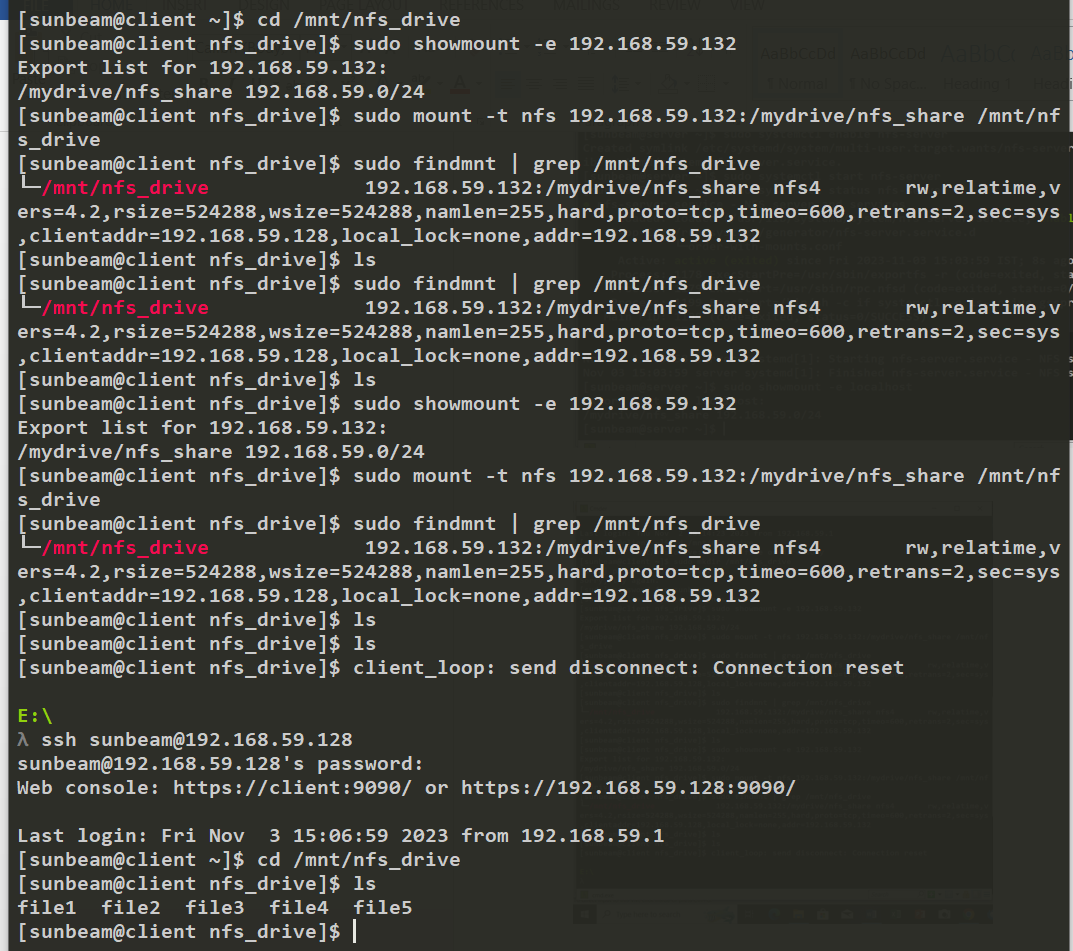 [sunbeam@client ~]$ cd /mnt/nfs_drive
[sunbeam@client nfs_drive]$ sudo showmount -e 192.168.59.132
Export list for 192.168.59.132:
/mydrive/nfs_share 192.168.59.0/24
[sunbeam@client nfs_drive]$ sudo mount -t nfs 192.168.59.132:/mydrive/nfs_share /mnt/nf
s_drive
[sunbeam@client nfs_drive]$ sudo findmnt | grep /mnt/nfs_drive
└─/mnt/nfs_drive             192.168.59.132:/mydrive/nfs_share nfs4       rw,relatime,v
ers=4.2,rsize=524288,wsize=524288,namlen=255,hard,proto=tcp,timeo=600,retrans=2,sec=sys
,clientaddr=192.168.59.128,local_lock=none,addr=192.168.59.132
[sunbeam@client nfs_drive]$ ls
[sunbeam@client nfs_drive]$ sudo findmnt | grep /mnt/nfs_drive
└─/mnt/nfs_drive             192.168.59.132:/mydrive/nfs_share nfs4       rw,relatime,v
ers=4.2,rsize=524288,wsize=524288,namlen=255,hard,proto=tcp,timeo=600,retrans=2,sec=sys
,clientaddr=192.168.59.128,local_lock=none,addr=192.168.59.132
[sunbeam@client nfs_drive]$ ls
[sunbeam@client nfs_drive]$ sudo showmount -e 192.168.59.132
Export list for 192.168.59.132:
/mydrive/nfs_share 192.168.59.0/24
[sunbeam@client nfs_drive]$ sudo mount -t nfs 192.168.59.132:/mydrive/nfs_share /mnt/nf
s_drive
[sunbeam@client nfs_drive]$ sudo findmnt | grep /mnt/nfs_drive
└─/mnt/nfs_drive             192.168.59.132:/mydrive/nfs_share nfs4       rw,relatime,v
ers=4.2,rsize=524288,wsize=524288,namlen=255,hard,proto=tcp,timeo=600,retrans=2,sec=sys
,clientaddr=192.168.59.128,local_lock=none,addr=192.168.59.132
[sunbeam@client nfs_drive]$ ls
[sunbeam@client nfs_drive]$ ls
[sunbeam@client nfs_drive]$ client_loop: send disconnect: Connection reset
E:\
λ ssh sunbeam@192.168.59.128
sunbeam@192.168.59.128's password:
Web console: https://client:9090/ or https://192.168.59.128:9090/
Last login: Fri Nov  3 15:06:59 2023 from 192.168.59.1
[sunbeam@client ~]$ cd /mnt/nfs_drive
[sunbeam@client nfs_drive]$ ls
file1  file2  file3  file4  file5
[sunbeam@client nfs_drive]$